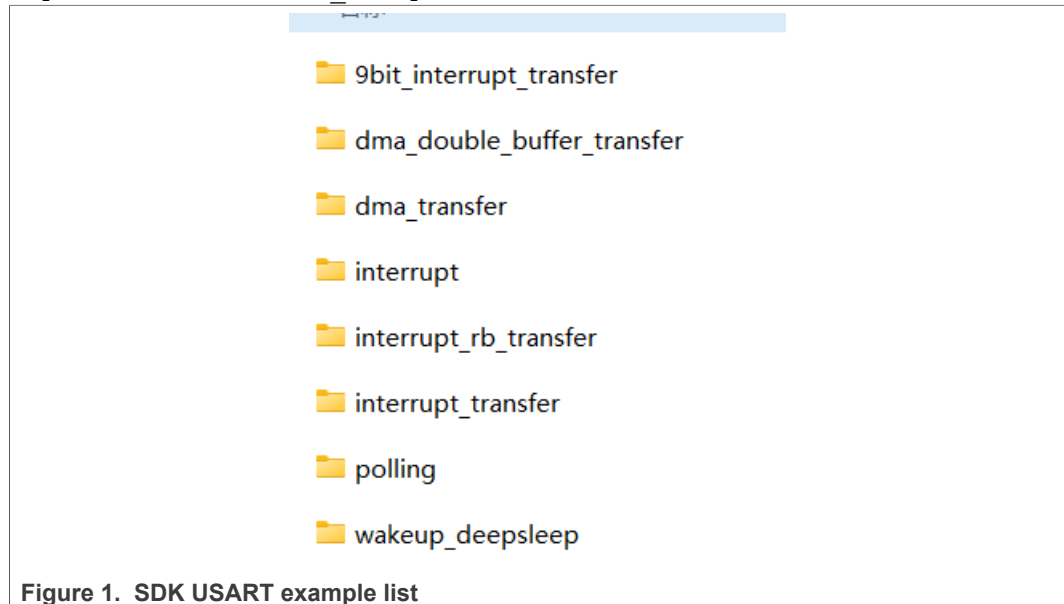 9bit_interrupt_transfer
dma_double_buffer_transfer
dma_transfer
interrupt
interrupt_rb_transfer
interrupt_transfer
polling
wakeup_deepsleep
Figure 1. SDK USART example list